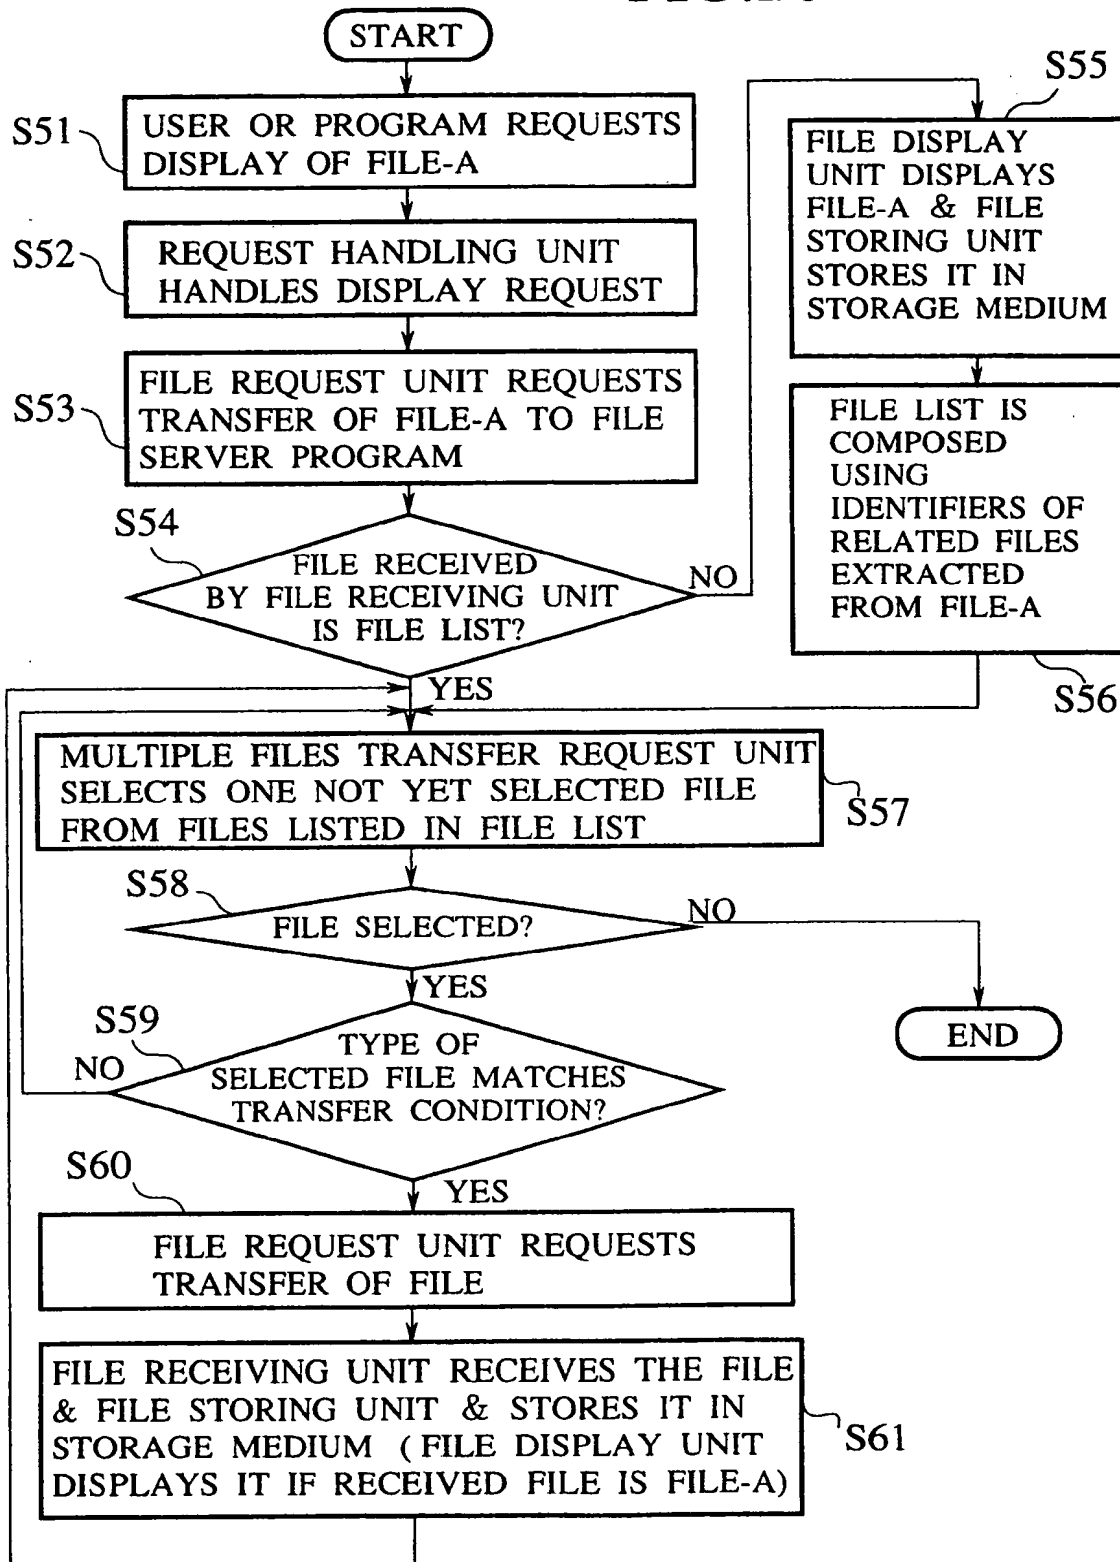 START
S51
USER OR PROGRAM REQUESTS
DISPLAY OF FILE-A
S52
REQUEST HANDLING UNIT
HANDLES DISPLAY REQUEST
S53
FILE REQUEST UNIT REQUESTS
TRANSFER OF FILE-A TO FILE
SERVER PROGRAM
S54
FILE RECEIVED
BY FILE RECEIVING UNIT
IS FILE LIST?
NO
YES
S55
FILE DISPLAY
UNIT DISPLAYS
FILE-A & FILE
STORING UNIT
STORES IT IN
STORAGE MEDIUM
FILE LIST IS
COMPOSED
USING
IDENTIFIERS OF
RELATED FILES
EXTRACTED
FROM FILE-A
S56
MULTIPLE FILES TRANSFER REQUEST UNIT
SELECTS ONE NOT YET SELECTED FILE
FROM FILES LISTED IN FILE LIST
S57
S58
FILE SELECTED?
NO
YES
END
S59
TYPE OF
SELECTED FILE MATCHES
TRANSFER CONDITION?
NO
YES
S60
FILE REQUEST UNIT REQUESTS
TRANSFER OF FILE
FILE RECEIVING UNIT RECEIVES THE FILE
& FILE STORING UNIT & STORES IT IN
STORAGE MEDIUM (FILE DISPLAY UNIT
DISPLAYS IT IF RECEIVED FILE IS FILE-A)
S61